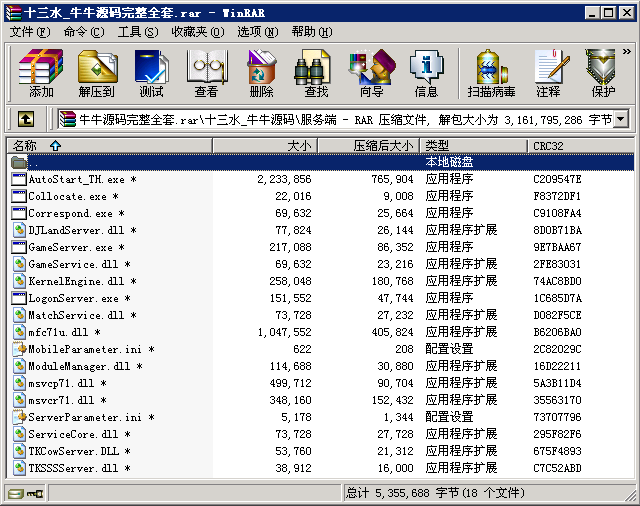 十三水_牛牛源码完整全套.rar - WinRAR
文件(F) 命令(C) 工具(S) 收藏夹(O) 选项(N) 帮助(H)
添加 解压到 测试 查看 删除 查找 向导 信息 扫描病毒 注释 保护
牛牛源码完整全套.rar\十三水_牛牛源码\服务端 - RAR 压缩文件, 解包大小为 3,161,795,286 字节
名称 大小 压缩后大小 类型 CRC32
.. 本地磁盘
AutoStart_TH.exe * 2,233,856 765,904 应用程序 C209547E
Collocate.exe * 22,016 9,008 应用程序 F8372DF1
Correspond.exe * 69,632 25,664 应用程序 C9108FA4
DJLandServer.dll * 77,824 26,144 应用程序扩展 8D0B71BA
GameServer.exe * 217,088 86,352 应用程序 9E7BAA67
GameService.dll * 69,632 23,216 应用程序扩展 2FE83031
KernelEngine.dll * 258,048 180,768 应用程序扩展 74AC8BD0
LogonServer.exe * 151,552 47,744 应用程序 1C685D7A
MatchService.dll * 73,728 27,232 应用程序扩展 D082F5CE
mfc71u.dll * 1,047,552 405,824 应用程序扩展 B6206BA0
MobileParameter.ini * 622 208 配置设置 2C82029C
ModuleManager.dll * 114,688 30,880 应用程序扩展 16D22211
msvcp71.dll * 499,712 90,704 应用程序扩展 5A3B11D4
msvcr71.dll * 348,160 152,432 应用程序扩展 35563170
ServerParameter.ini * 5,178 1,344 配置设置 73707796
ServiceCore.dll * 73,728 27,728 应用程序扩展 295F82F6
TKCowServer.DLL * 53,760 21,312 应用程序扩展 675F4893
TKSSSServer.dll * 38,912 16,000 应用程序扩展 C7C52ABD
总计 5,355,688 字节(18 个文件)